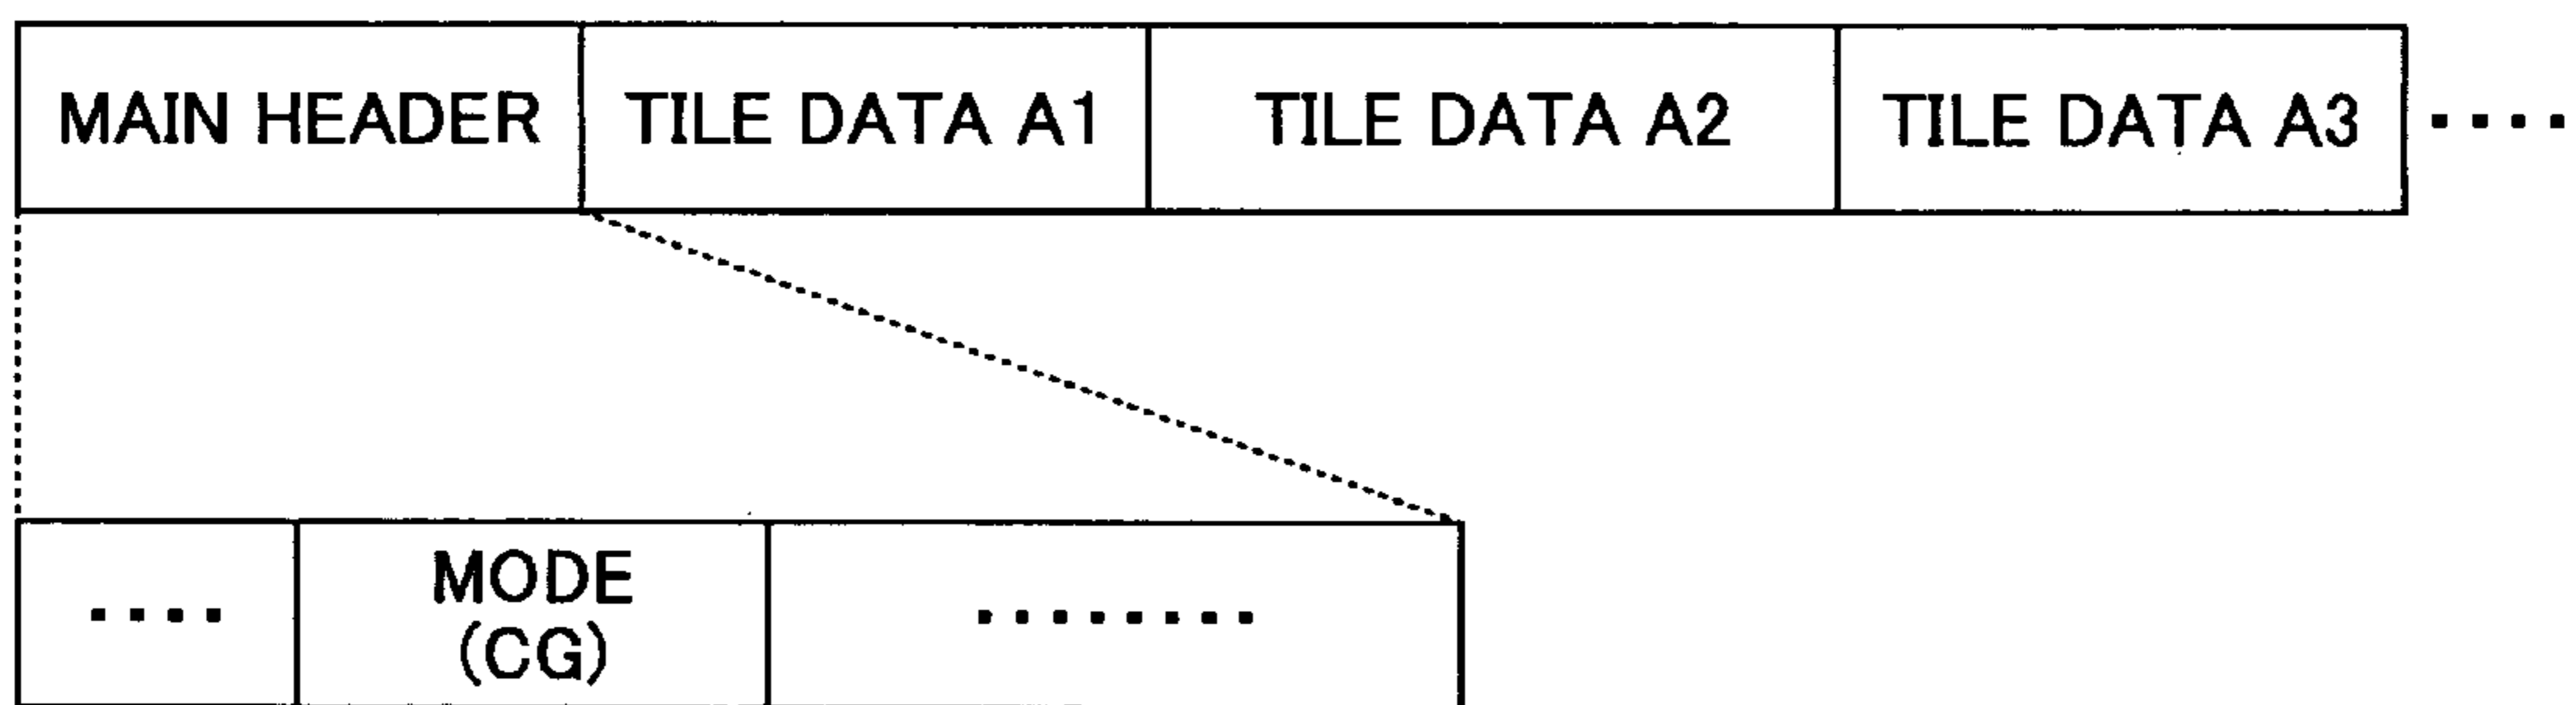 MAIN HEADER TILE DATA A1 TILE DATA A2 TILE DATA A3 ····
···· MODE ········
(CG)